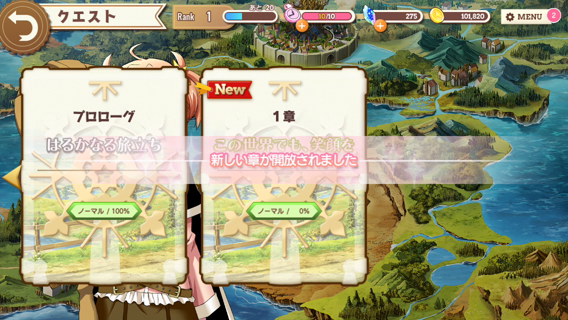 クエスト
Rank 1
あと 20
10/10
275
101,820
MENU 2
プロローグ
はるかなる旅立ち
ノーマル / 100%
New
1章
この世界でも、笑顔を
新しい章が開放されました
ノーマル / 0%